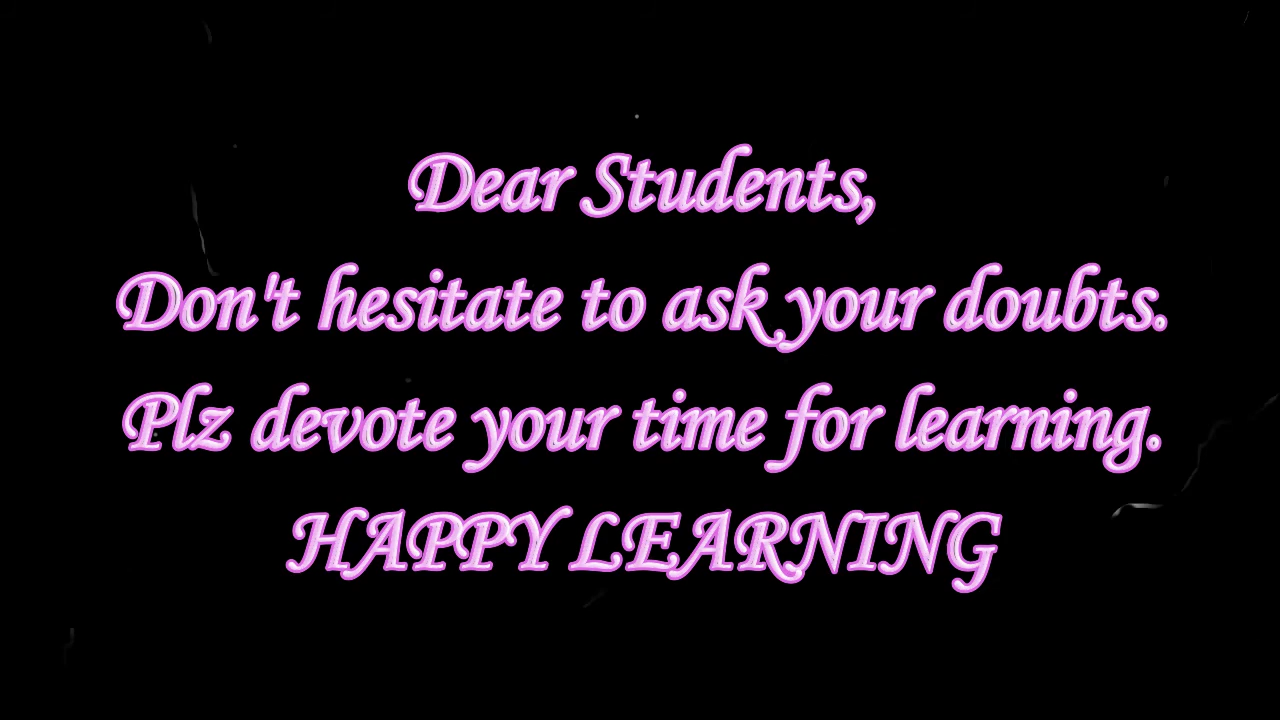 Dear Students,
Don't hesitate to ask your doubts.
Plz devote your time for learning.
HAPPY LEARNING